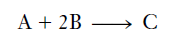 A + 2B ⟶ C